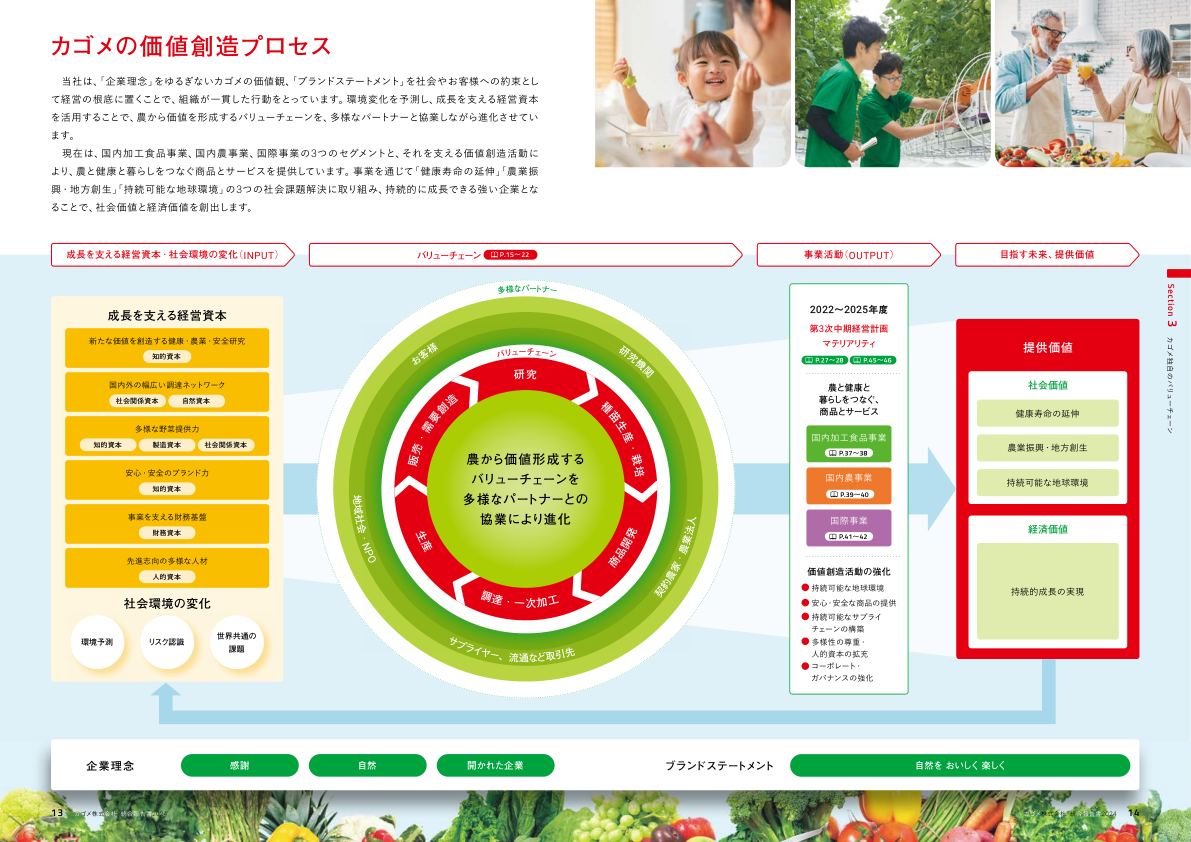 カゴメの価値創造プロセス
当社は、「企業理念」をゆるぎないカゴメの価値観、「ブランドステートメント」を社会やお客様への約束とし
て経営の根底に置くことで、組織が一貫した行動をとっています。環境変化を予測し、成長を支える経営資本
を活用することで、農から価値を形成するバリューチェーンを、多様なパートナーと協業しながら進化させてい
ます。
現在は、国内加工食品事業、国内農事業、国際事業の3つのセグメントと、それを支える価値創造活動に
より、農と健康と暮らしをつなぐ商品とサービスを提供しています。事業を通じて「健康寿命の延伸」「農業振
興・地方創生」「持続可能な地球環境」の3つの社会課題解決に取り組み、持続的に成長できる強い企業とな
ることで、社会価値と経済価値を創出します。
成長を支える経営資本・社会環境の変化（INPUT）
バリューチェーン P.15～22
事業活動（OUTPUT）
目指す未来、提供価値
成長を支える経営資本
新たな価値を創造する健康・農業・安全研究
知的資本
国内外の幅広い調達ネットワーク
社会関係資本 自然資本
多様な野菜提供力
知的資本 製造資本 社会関係資本
安心・安全のブランド力
知的資本
事業を支える財務基盤
財務資本
先進志向の多様な人材
人的資本
社会環境の変化
環境予測
リスク認識
世界共通の
課題
多様なパートナー
お客様
研究機関
契約農家・農業法人
サプライヤー、流通など取引先
地域社会・NPO
バリューチェーン
研究
種苗生産・栽培
商品開発
調達・一次加工
生産
販売・需要創造
農から価値形成する
バリューチェーンを
多様なパートナーとの
協業により進化
2022～2025年度
第3次中期経営計画
マテリアリティ
P.27～28 P.45～46
農と健康と
暮らしをつなぐ、
商品とサービス
国内加工食品事業
P.37～38
国内農事業
P.39～40
国際事業
P.41～42
価値創造活動の強化
持続可能な地球環境
安心・安全な商品の提供
持続可能なサプライ
チェーンの構築
多様性の尊重・
人的資本の拡充
コーポレート・
ガバナンスの強化
提供価値
社会価値
健康寿命の延伸
農業振興・地方創生
持続可能な地球環境
経済価値
持続的成長の実現
Section 3
カゴメ独自のバリューチェーン
企業理念
感謝
自然
開かれた企業
ブランドステートメント
自然を おいしく 楽しく
13
14